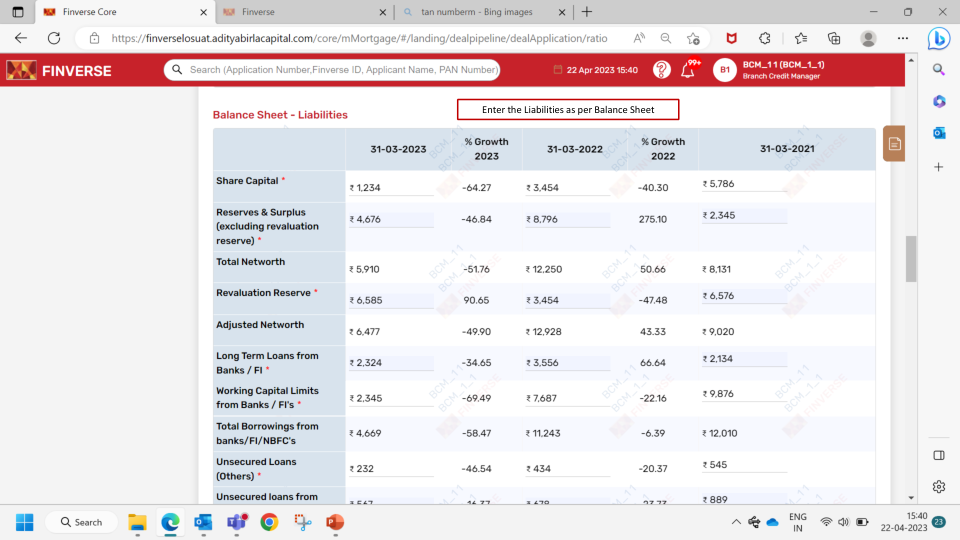 Finverse Core
Finverse
tan numberm - Bing images
https://finverselosuat.adityabirlacapital.com/core/mMortgage/#/landing/dealpipeline/dealApplication/ratio
FINVERSE
Search (Application Number,Finverse ID, Applicant Name, PAN Number)
22 Apr 2023 15:40
99+
B1
BCM_1 1 (BCM_1_1)
Branch Credit Manager
Balance Sheet - Liabilities
Enter the Liabilities as per Balance Sheet
31-03-2023 % Growth 2023 31-03-2022 % Growth 2022 31-03-2021
Share Capital * ₹ 1,234 -64.27 ₹ 3,454 -40.30 ₹ 5,786
Reserves & Surplus
(excluding revaluation
reserve) * ₹ 4,676 -46.84 ₹ 8,796 275.10 ₹ 2,345
Total Networth ₹ 5,910 -51.76 ₹ 12,250 50.66 ₹ 8,131
Revaluation Reserve * ₹ 6,585 90.65 ₹ 3,454 -47.48 ₹ 6,576
Adjusted Networth ₹ 6,477 -49.90 ₹ 12,928 43.33 ₹ 9,020
Long Term Loans from
Banks / FI * ₹ 2,324 -34.65 ₹ 3,556 66.64 ₹ 2,134
Working Capital Limits
from Banks / FI's * ₹ 2,345 -69.49 ₹ 7,687 -22.16 ₹ 9,876
Total Borrowings from
banks/FI/NBFC's ₹ 4,669 -58.47 ₹ 11,243 -6.39 ₹ 12,010
Unsecured Loans
(Others) * ₹ 232 -46.54 ₹ 434 -20.37 ₹ 545
Unsecured loans from ₹ 567 -16.37 ₹ 678 -23.73 ₹ 889
BCM_11
BCM_1_1
FINVERSE
Search
ENG
IN
15:40
22-04-2023
23